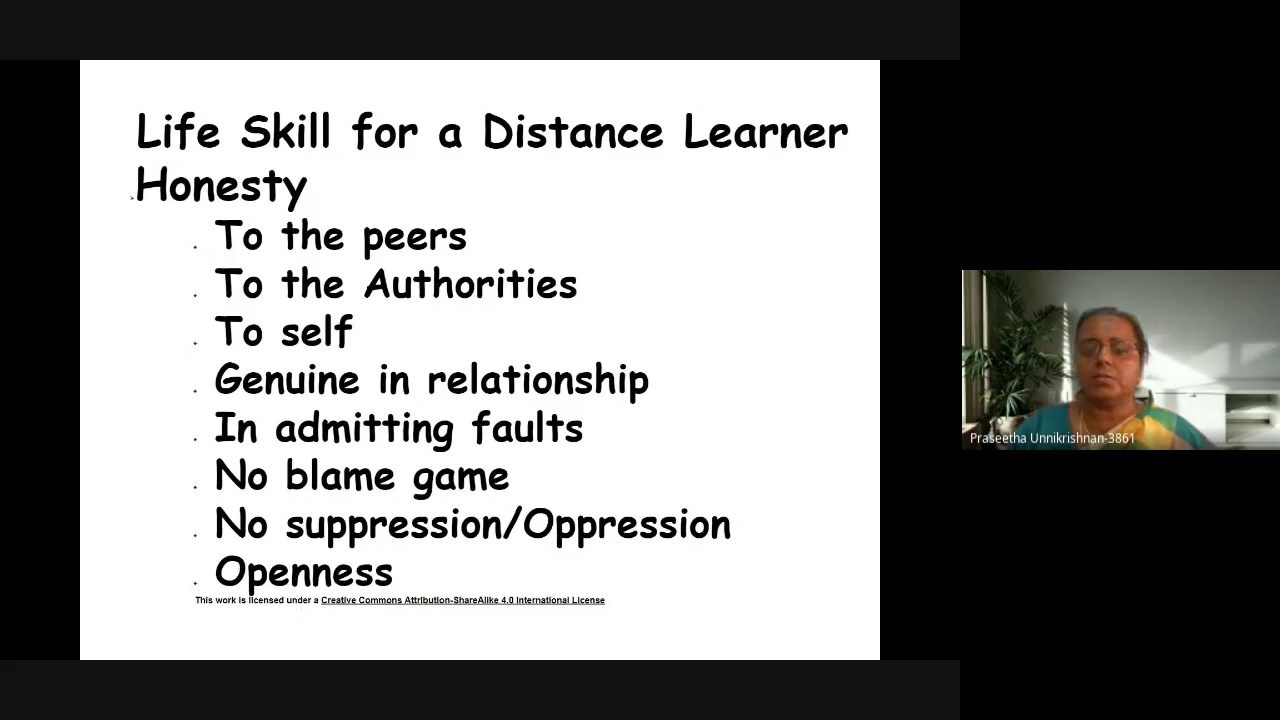 Life Skill for a Distance Learner
Honesty
To the peers
To the Authorities
To self
Genuine in relationship
In admitting faults
No blame game
No suppression/Oppression
Openness
This work is licensed under a Creative Commons Attribution-ShareAlike 4.0 International License
Praseetha Unnikrishnan-3861